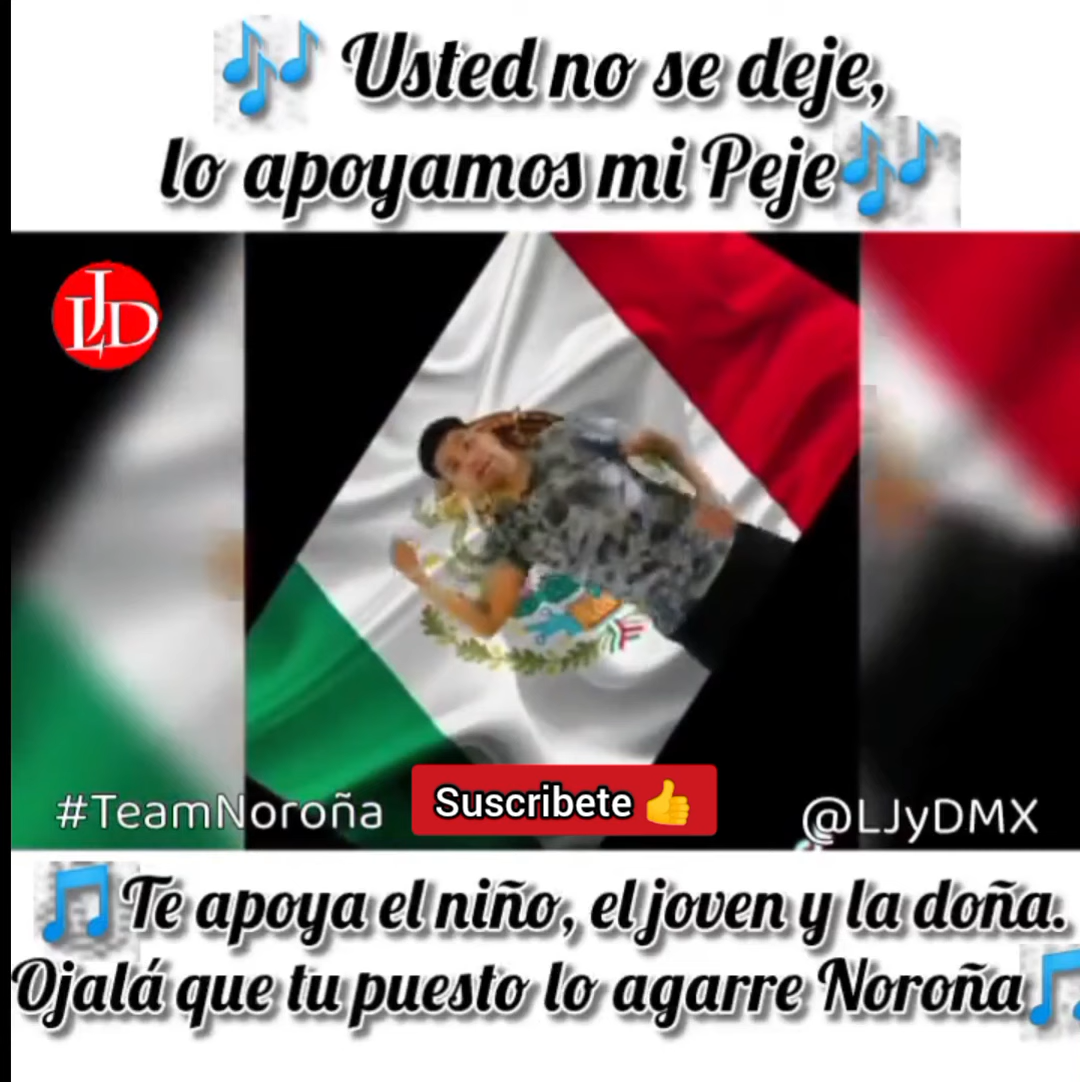 🎶 Usted no se deje,
lo apoyamos mi Peje🎶
LJD
#TeamNoroña
Suscribete 👍
@LJyDMX
🎵Te apoya el niño, el joven y la doña.
Ojalá que tu puesto lo agarre Noroña🎵